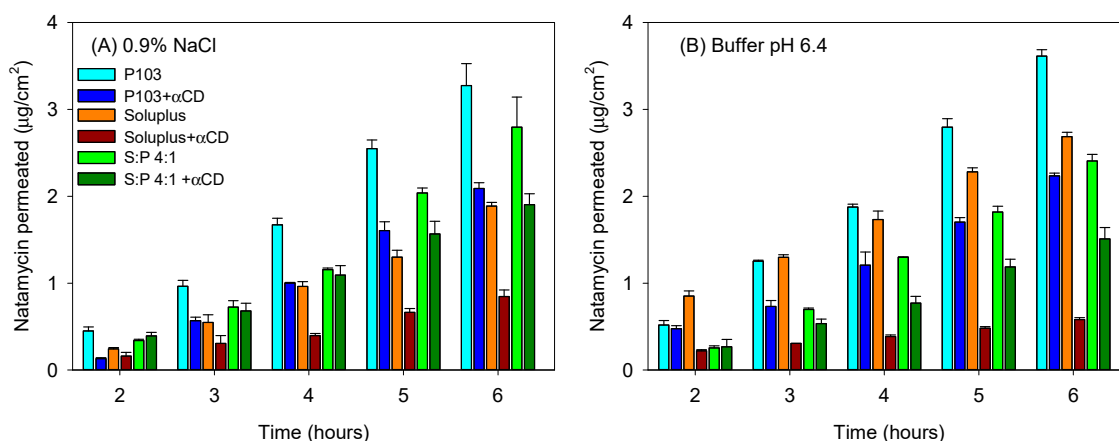 (A) 0.9% NaCl
P103
P103+αCD
Soluplus
Soluplus+αCD
S:P 4:1
S:P 4:1 +αCD
Natamycin permeated (μg/cm²)
4
3
2
1
0
2 3 4 5 6
Time (hours)
(B) Buffer pH 6.4
Natamycin permeated (μg/cm²)
4
3
2
1
0
2 3 4 5 6
Time (hours)